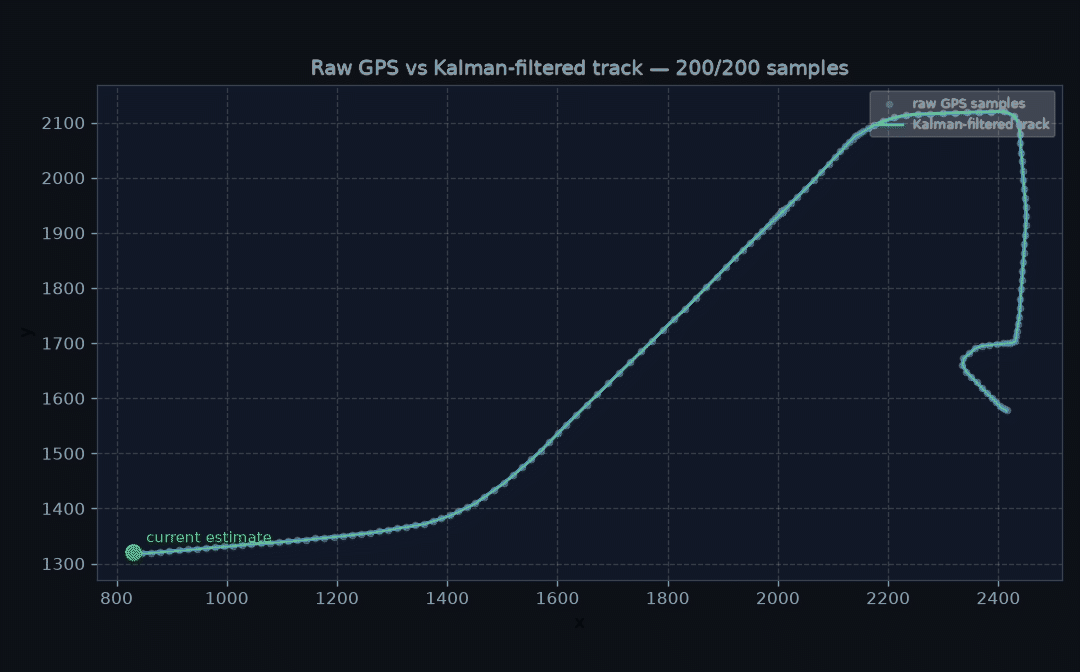 Raw GPS vs Kalman-filtered track — 200/200 samples
raw GPS samples
Kalman-filtered track
2100
2000
1900
1800
1700
1600
1500
1400
1300
y
current estimate
800 1000 1200 1400 1600 1800 2000 2200 2400
x